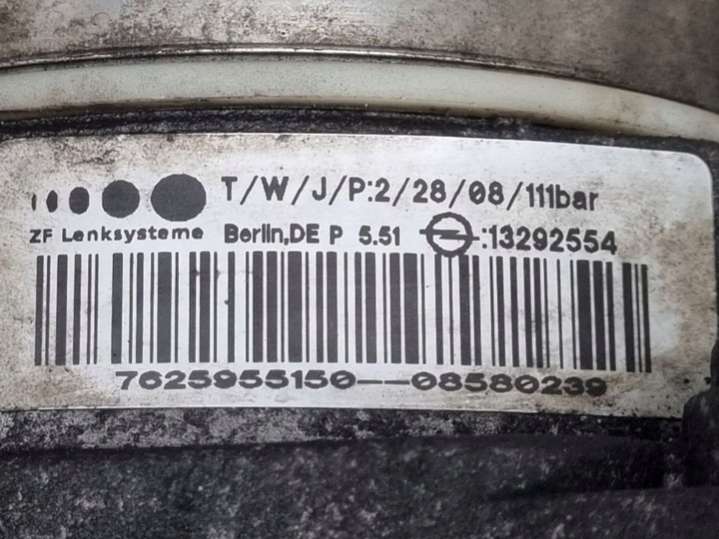 T/W/J/P:2/28/08/111bar
ZF Lenksysteme Berlin,DE P 5.51 :13292554
7625955150--08580239